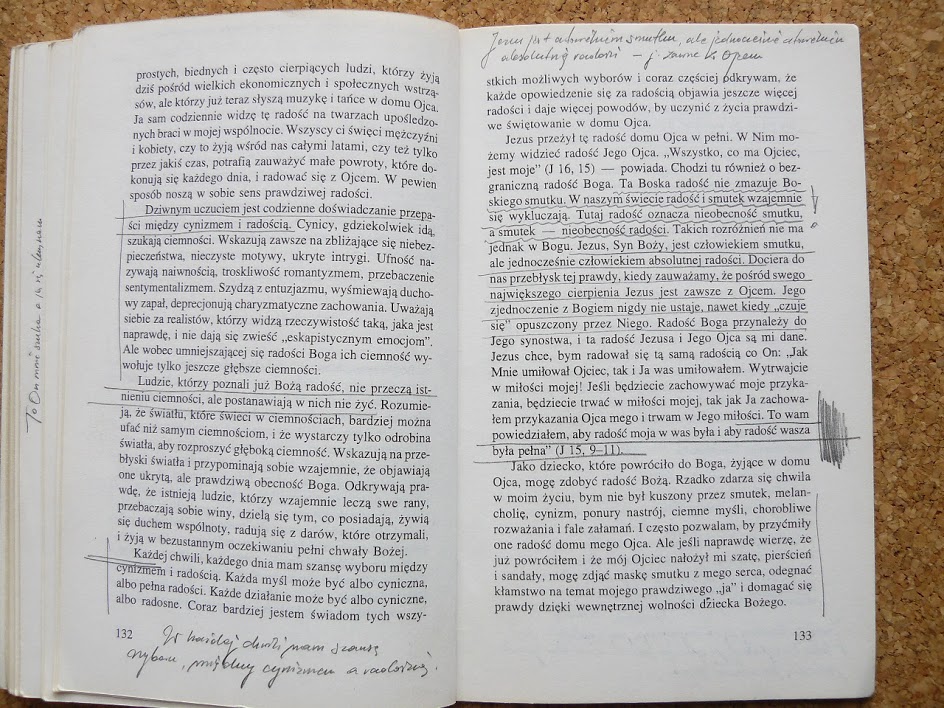 prostych, biednych i często cierpiących ludzi, którzy żyją
dziś pośród wielkich ekonomicznych i społecznych wstrzą-
sów, ale którzy już teraz słyszą muzykę i tańce w domu Ojca.
Ja sam codziennie widzę tę radość na twarzach upośledzo-
nych braci w mojej wspólnocie. Wszyscy ci święci mężczyźni
i kobiety, czy to żyją wśród nas całymi latami, czy też tylko
przez jakiś czas, potrafią zauważyć małe powroty, które do-
konują się każdego dnia, i radować się z Ojcem. W pewien
sposób noszą w sobie sens prawdziwej radości.
Dziwnym uczuciem jest codzienne doświadczanie przepa-
ści między cynizmem i radością. Cynicy, gdziekolwiek idą,
szukają ciemności. Wskazują zawsze na zbliżające się niebez-
pieczeństwa, nieczyste motywy, ukryte intrygi. Ufność na-
zywają naiwnością, troskliwość romantyzmem, przebaczenie
sentymentalizmem. Szydzą z entuzjazmu, wyśmiewają ducho-
wy zapał, deprecjonują charyzmatyczne zachowania. Uważają
siebie za realistów, którzy widzą rzeczywistość taką, jaka jest
naprawdę, i nie dają się zwieść „eskapistycznym emocjom”.
Ale wobec umniejszającej się radości Boga ich ciemność wy-
wołuje tylko jeszcze głębsze ciemności.
Ludzie, którzy poznali już Bożą radość, nie przeczą ist-
nieniu ciemności, ale postanawiają w nich nie żyć. Rozumie-
ją, że światłu, które świeci w ciemnościach, bardziej można
ufać niż samym ciemnościom, i że wystarczy tylko odrobina
światła, aby rozproszyć głęboką ciemność. Wskazują na prze-
błyski światła i przypominają sobie wzajemnie, że objawiają
one ukrytą, ale prawdziwą obecność Boga. Odkrywają pra-
wdę, że istnieją ludzie, którzy wzajemnie leczą swe rany,
przebaczają sobie winy, dzielą się tym, co posiadają, żywią
się duchem wspólnoty, radują się z darów, które otrzymali,
i żyją w bezustannym oczekiwaniu pełni chwały Bożej.
Każdej chwili, każdego dnia mam szansę wyboru między
cynizmem i radością. Każda myśl może być albo cyniczna,
albo pełna radości. Każde działanie może być albo cyniczne,
albo radosne. Coraz bardziej jestem świadom tych wszy-
132
W każdej chwili mam szansę
wyboru, między cynizmem a radością.
Jezus jest człowiekiem smutku, ale jednocześnie człowiekiem
absolutnej radości — j. zawsze z Ojcem
stkich możliwych wyborów i coraz częściej odkrywam, że
każde opowiedzenie się za radością objawia jeszcze więcej
radości i daje więcej powodów, by uczynić z życia prawdzi-
we świętowanie w domu Ojca.
Jezus przeżył tę radość domu Ojca w pełni. W Nim mo-
żemy widzieć radość Jego Ojca. „Wszystko, co ma Ojciec,
jest moje” (J 16, 15) — powiada. Chodzi tu również o bez-
graniczną radość Boga. Ta Boska radość nie zmazuje Bo-
skiego smutku. W naszym świecie radość i smutek wzajemnie
się wykluczają. Tutaj radość oznacza nieobecność smutku,
a smutek — nieobecność radości. Takich rozróżnień nie ma
jednak w Bogu. Jezus, Syn Boży, jest człowiekiem smutku,
ale jednocześnie człowiekiem absolutnej radości. Dociera do
nas przebłysk tej prawdy, kiedy zauważamy, że pośród swego
największego cierpienia Jezus jest zawsze z Ojcem. Jego
zjednoczenie z Bogiem nigdy nie ustaje, nawet kiedy „czuje
się” opuszczony przez Niego. Radość Boga przynależy do
Jego synostwa, i ta radość Jezusa i Jego Ojca są mi dane.
Jezus chce, bym radował się tą samą radością co On: „Jak
Mnie umiłował Ojciec, tak i Ja was umiłowałem. Wytrwajcie
w miłości mojej! Jeśli będziecie zachowywać moje przyka-
zania, będziecie trwać w miłości mojej, tak jak Ja zachowa-
łem przykazania Ojca mego i trwam w Jego miłości. To wam
powiedziałem, aby radość moja w was była i aby radość wasza
była pełna” (J 15, 9–11).
Jako dziecko, które powróciło do Boga, żyjące w domu
Ojca, mogę zdobyć radość Bożą. Rzadko zdarza się chwila
w moim życiu, bym nie był kuszony przez smutek, melan-
cholię, cynizm, ponury nastrój, ciemne myśli, chorobliwe
rozważania i fale załamań. I często pozwalam, by przyćmiły
one radość domu mego Ojca. Ale jeśli naprawdę wierzę, że
już powróciłem i że mój Ojciec nałożył mi szatę, pierścień
i sandały, mogę zdjąć maskę smutku z mego serca, odegnać
kłamstwo na temat mojego prawdziwego „ja” i domagać się
prawdy dzięki wewnętrznej wolności dziecka Bożego.
133
To On mnie szuka a ja się ukrywam